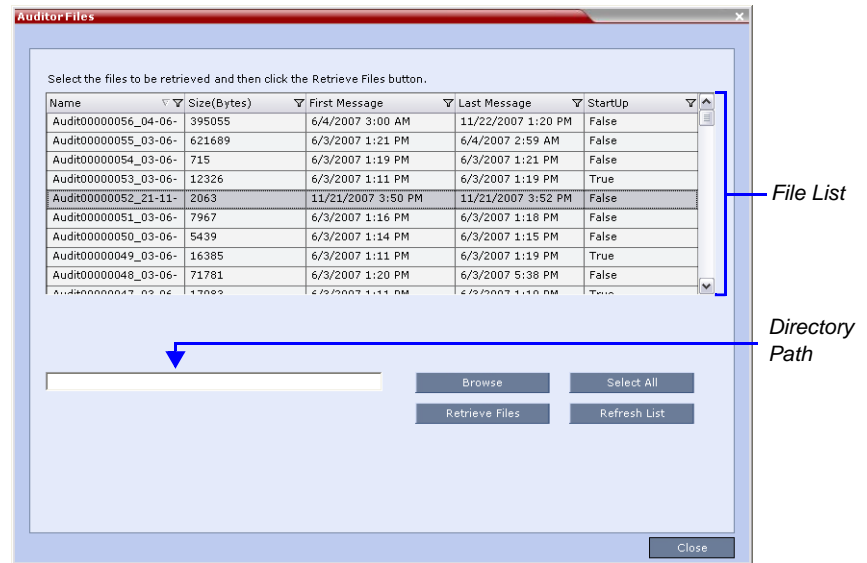 Auditor Files
Select the files to be retrieved and then click the Retrieve Files button.
Name Size(Bytes) First Message Last Message StartUp
Audit00000056_04-06- 395055 6/4/2007 3:00 AM 11/22/2007 1:20 PM False
Audit00000055_03-06- 621689 6/3/2007 1:21 PM 6/4/2007 2:59 AM False
Audit00000054_03-06- 715 6/3/2007 1:19 PM 6/3/2007 1:21 PM False
Audit00000053_03-06- 12326 6/3/2007 1:11 PM 6/3/2007 1:19 PM True
Audit00000052_21-11- 2063 11/21/2007 3:50 PM 11/21/2007 3:52 PM False
Audit00000051_03-06- 7967 6/3/2007 1:16 PM 6/3/2007 1:18 PM False
Audit00000050_03-06- 5439 6/3/2007 1:14 PM 6/3/2007 1:15 PM False
Audit00000049_03-06- 16385 6/3/2007 1:11 PM 6/3/2007 1:19 PM True
Audit00000048_03-06- 71781 6/3/2007 1:20 PM 6/3/2007 5:38 PM False
File List
Directory
Path
Browse Select All
Retrieve Files Refresh List
Close